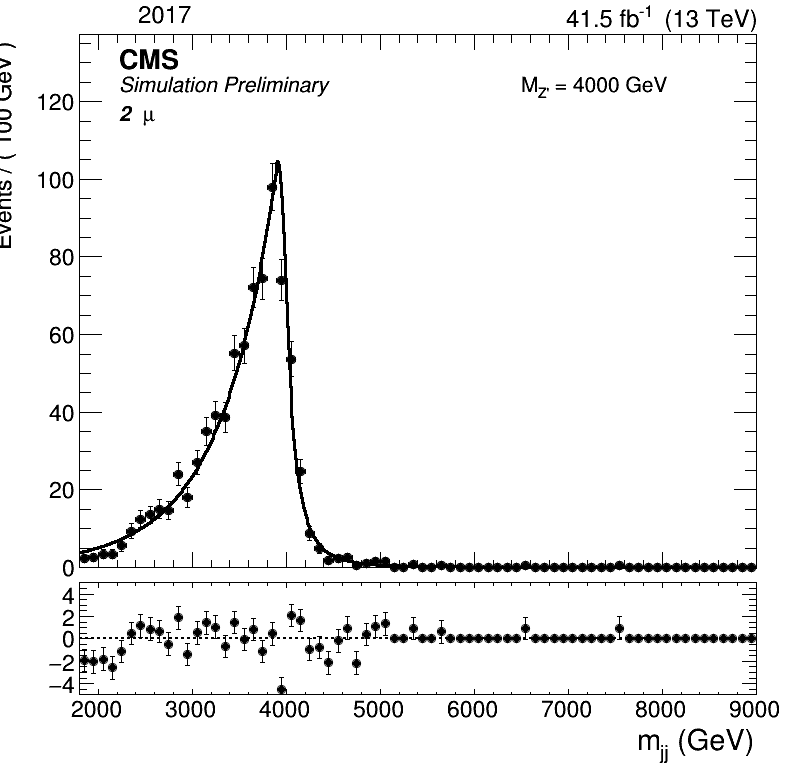 2017 41.5 fb⁻¹ (13 TeV)
CMS
Simulation Preliminary
M_Z' = 4000 GeV
2 μ
Events / ( 100 GeV )
120
100
80
60
40
20
0
4
2
0
−2
−4
2000 3000 4000 5000 6000 7000 8000 9000
m_jj (GeV)